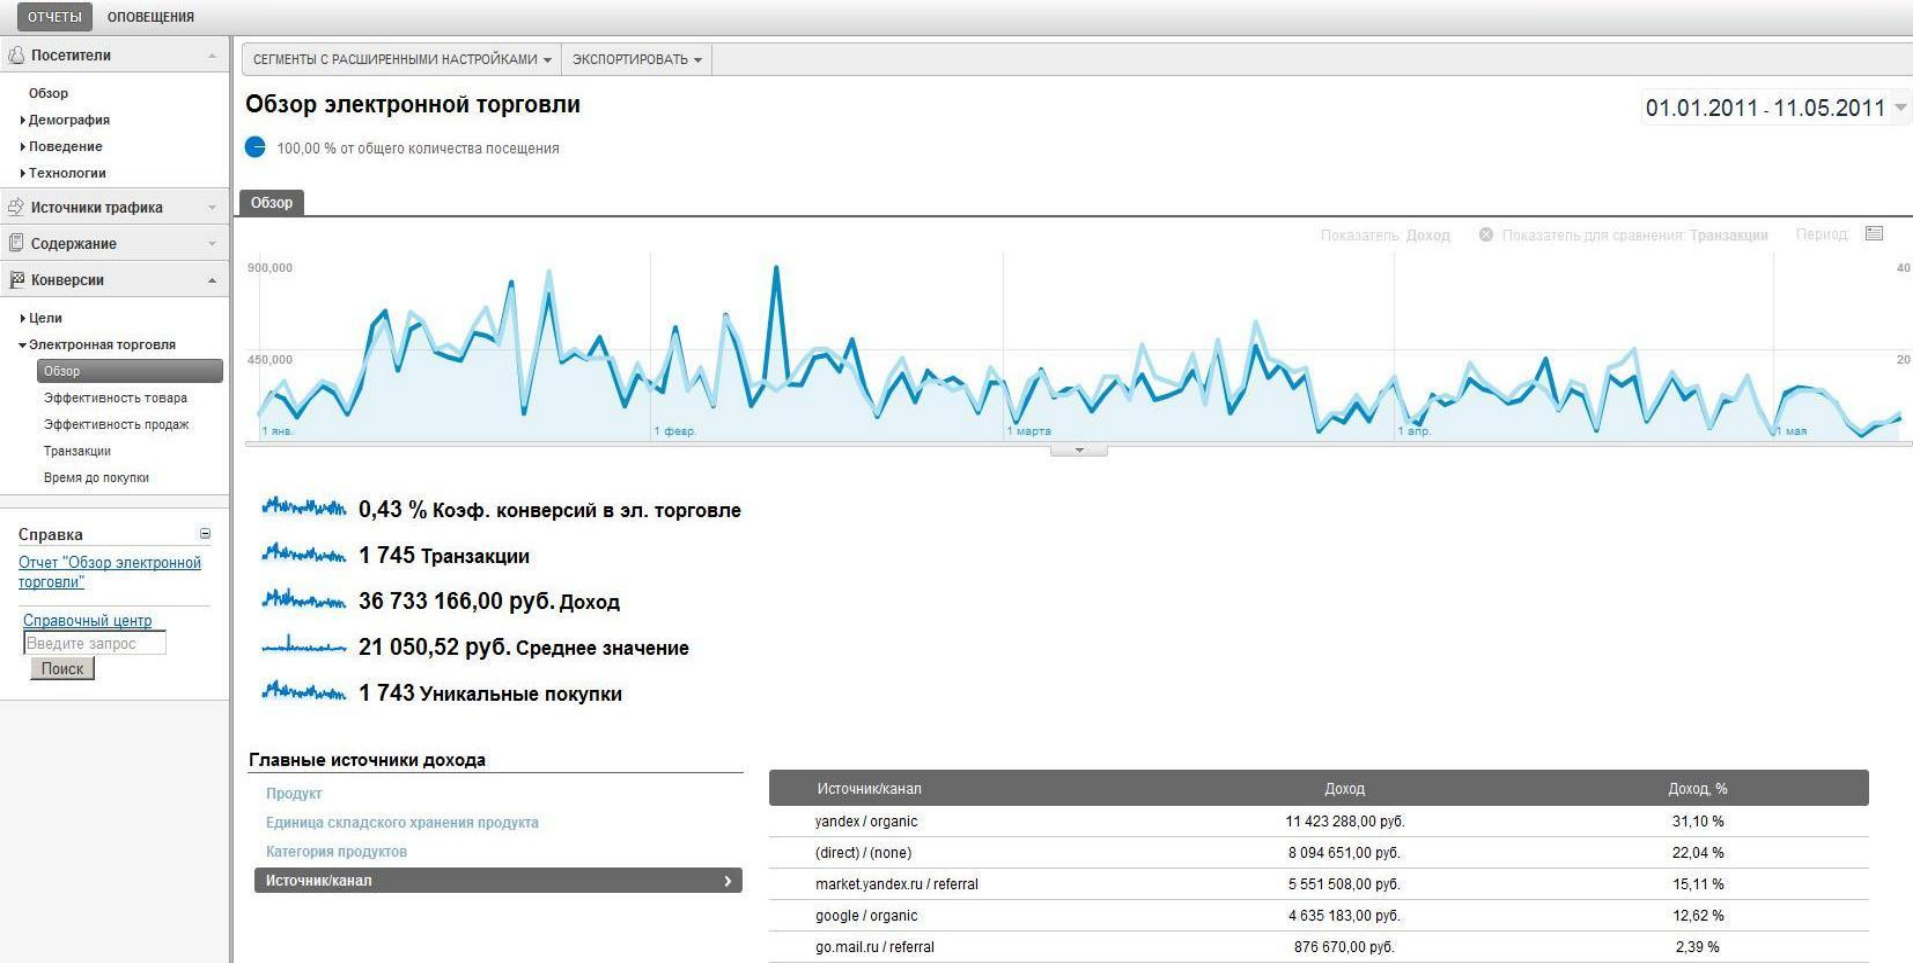 ОТЧЕТЫ ОПОВЕЩЕНИЯ
Посетители
Обзор
Демография
Поведение
Технологии
Источники трафика
Содержание
Конверсии
Цели
Электронная торговля
Обзор
Эффективность товара
Эффективность продаж
Транзакции
Время до покупки
Справка
Отчет "Обзор электронной
торговли"
Справочный центр
Введите запрос
Поиск
СЕГМЕНТЫ С РАСШИРЕННЫМИ НАСТРОЙКАМИ ЭКСПОРТИРОВАТЬ
Обзор электронной торговли
01.01.2011 - 11.05.2011
100,00 % от общего количества посещения
Обзор
Показатель: Доход Показатель для сравнения: Транзакции Период:
900,000 40
450,000 20
1 янв. 1 февр. 1 марта 1 апр. 1 мая
0,43 % Коэф. конверсий в эл. торговле
1 745 Транзакции
36 733 166,00 руб. Доход
21 050,52 руб. Среднее значение
1 743 Уникальные покупки
Главные источники дохода
Продукт
Единица складского хранения продукта
Категория продуктов
Источник/канал
Источник/канал Доход Доход, %
yandex / organic 11 423 288,00 руб. 31,10 %
(direct) / (none) 8 094 651,00 руб. 22,04 %
market.yandex.ru / referral 5 551 508,00 руб. 15,11 %
google / organic 4 635 183,00 руб. 12,62 %
go.mail.ru / referral 876 670,00 руб. 2,39 %